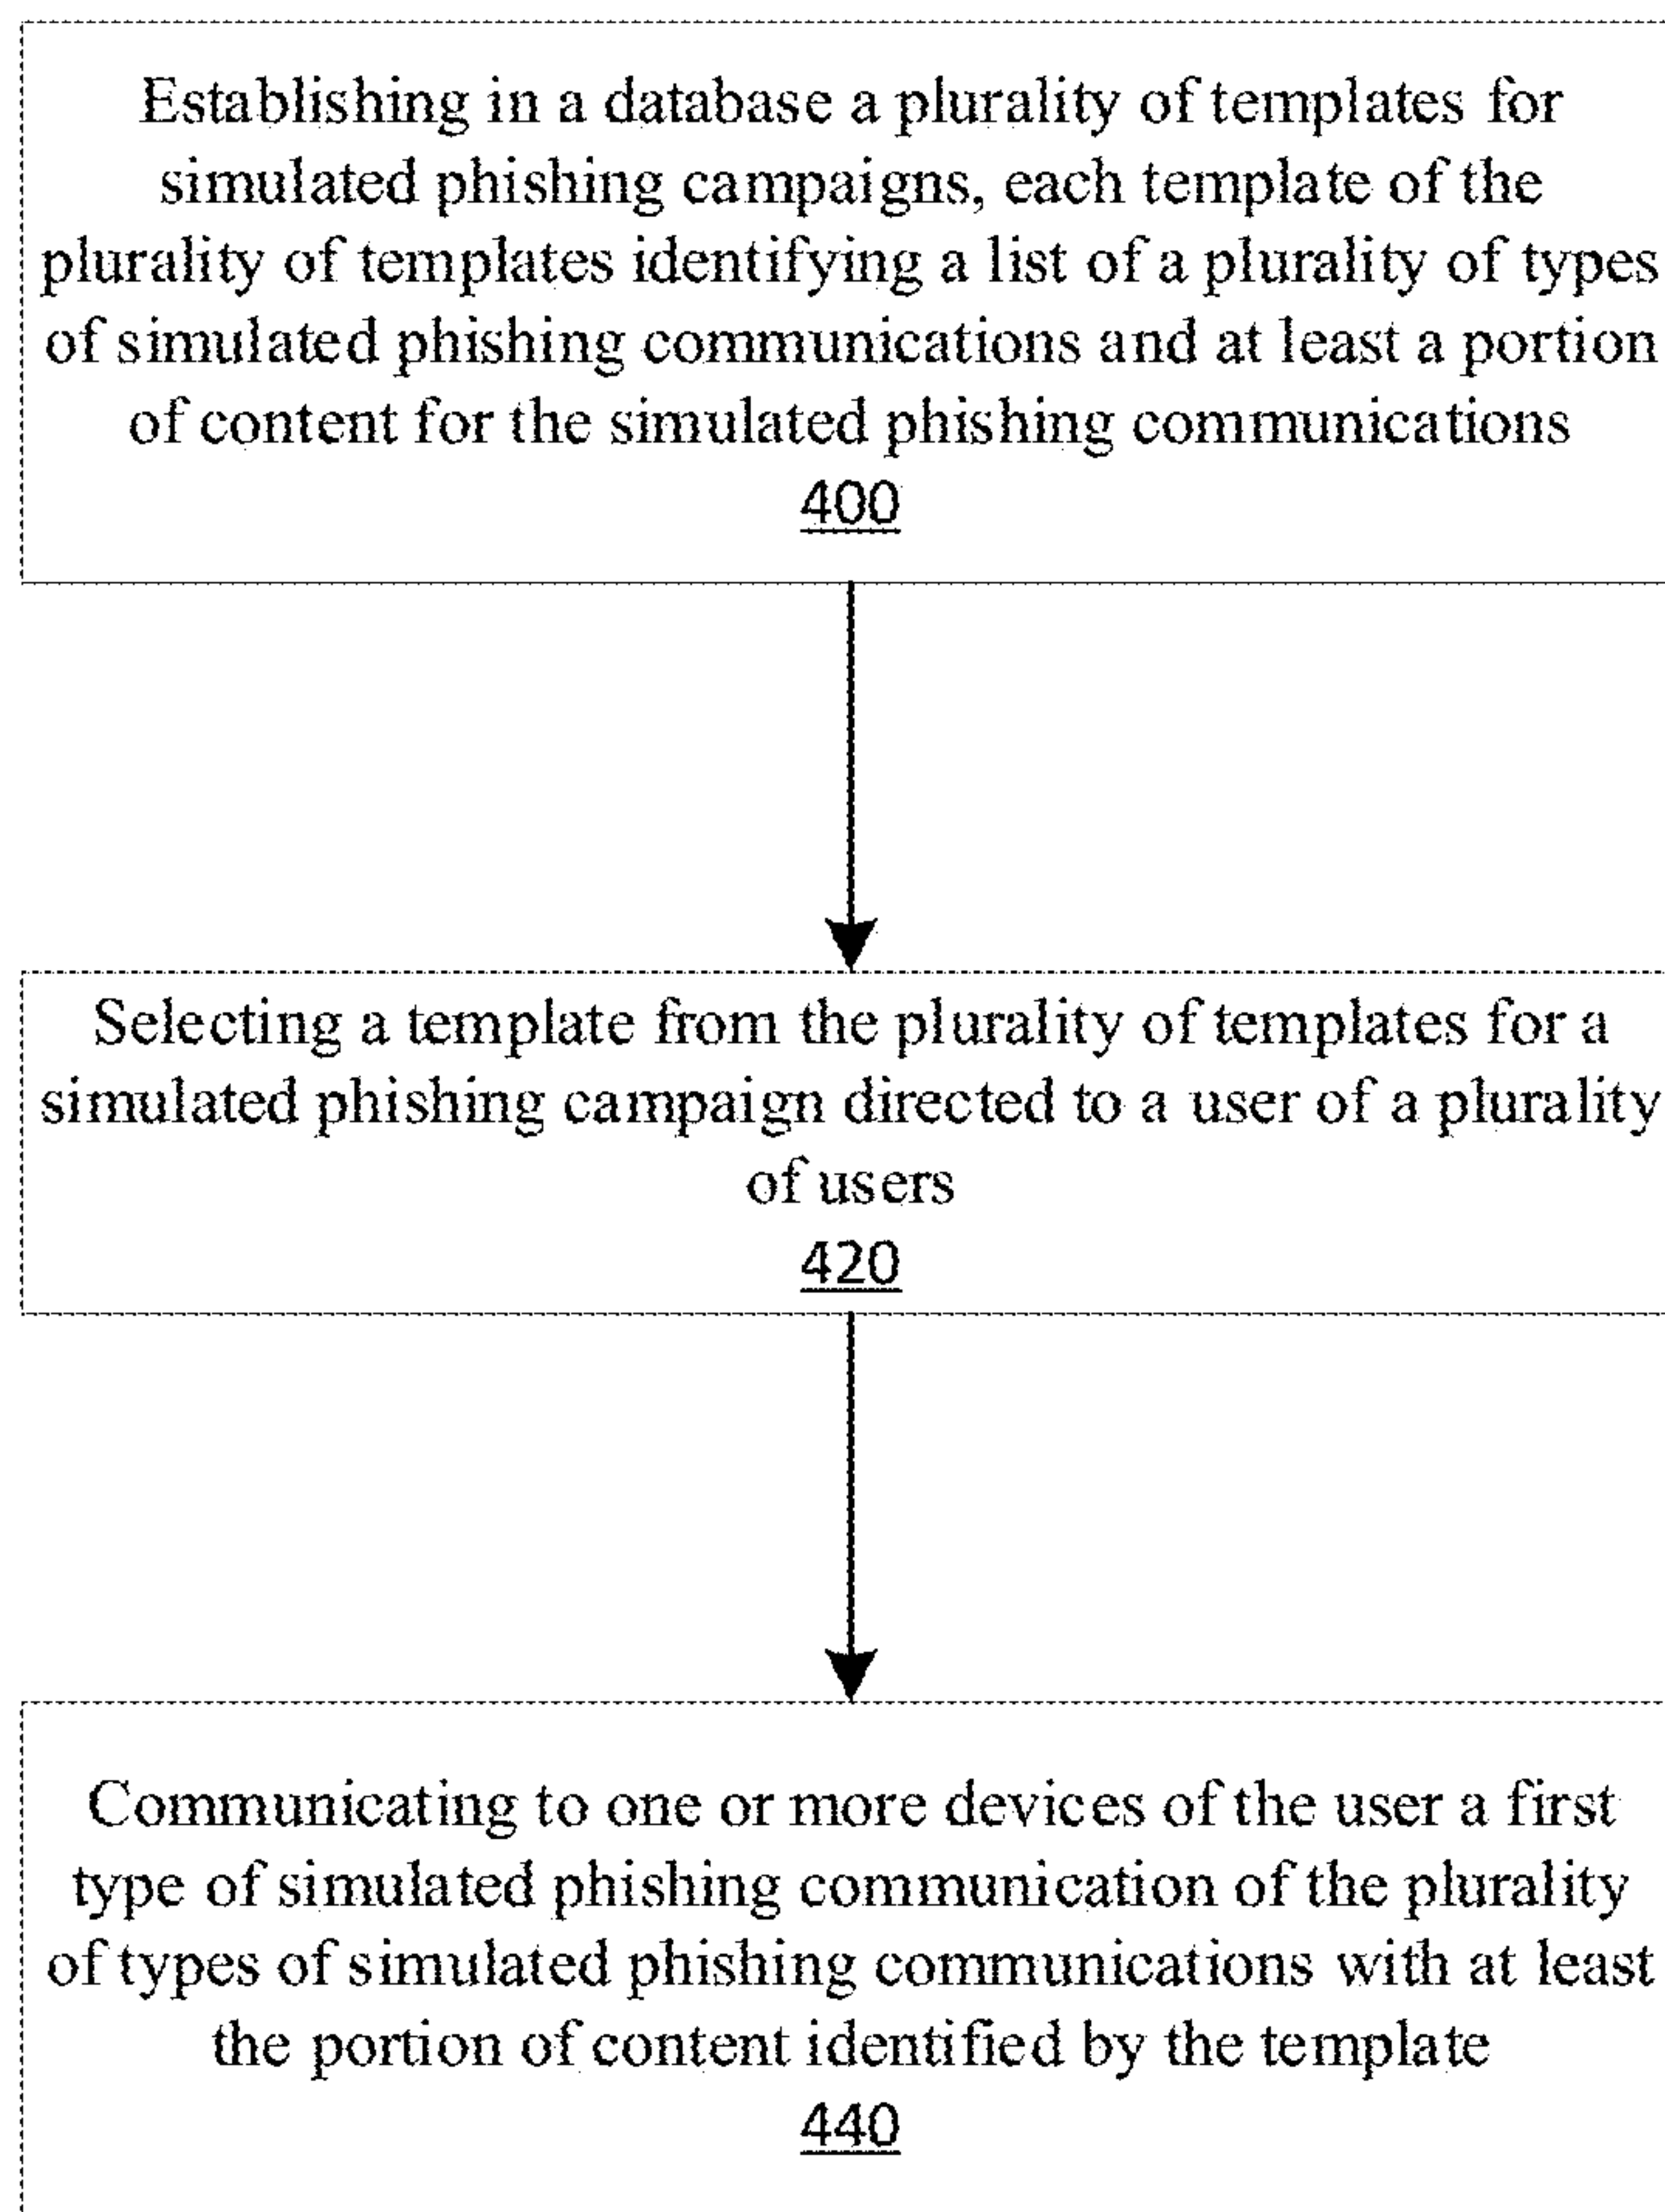 Establishing in a database a plurality of templates for
simulated phishing campaigns, each template of the
plurality of templates identifying a list of a plurality of types
of simulated phishing communications and at least a portion
of content for the simulated phishing communications
400
Selecting a template from the plurality of templates for a
simulated phishing campaign directed to a user of a plurality
of users
420
Communicating to one or more devices of the user a first
type of simulated phishing communication of the plurality
of types of simulated phishing communications with at least
the portion of content identified by the template
440